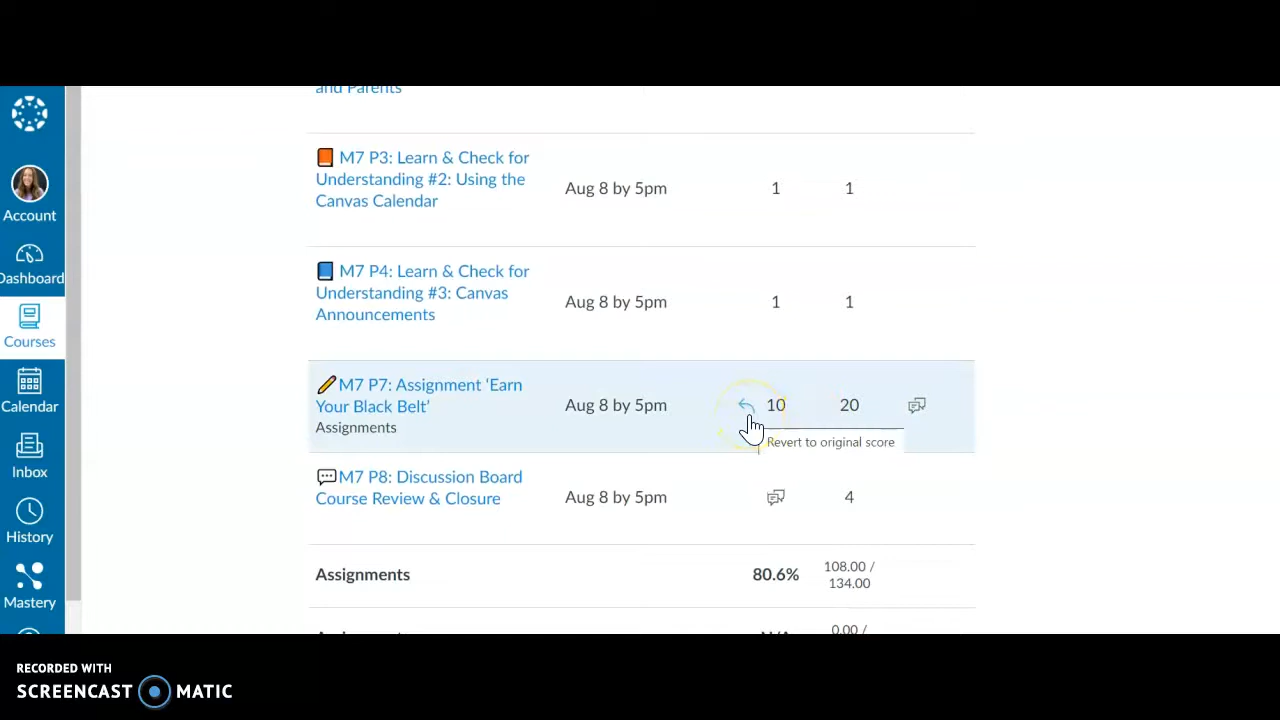 and Parents
M7 P3: Learn & Check for
Understanding #2: Using the
Canvas Calendar
Aug 8 by 5pm
1
1
M7 P4: Learn & Check for
Understanding #3: Canvas
Announcements
Aug 8 by 5pm
1
1
M7 P7: Assignment 'Earn
Your Black Belt'
Assignments
Aug 8 by 5pm
10
20
Revert to original score
M7 P8: Discussion Board
Course Review & Closure
Aug 8 by 5pm
4
Assignments
80.6%
108.00 /
134.00
0.00 /
Account
Dashboard
Courses
Calendar
Inbox
History
Mastery
RECORDED WITH
SCREENCAST MATIC